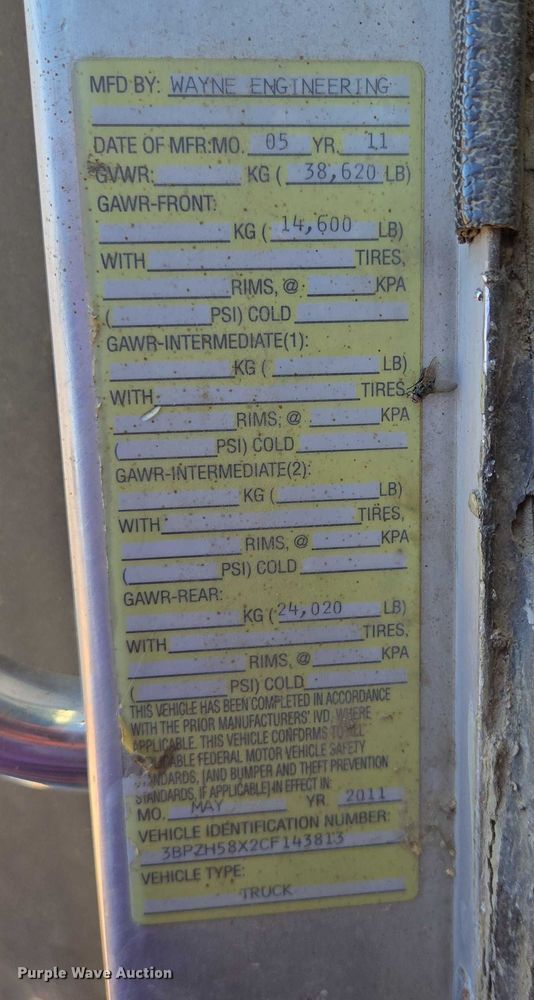 MFD BY: WAYNE ENGINEERING
DATE OF MFR:MO. 05 YR. 11
GVWR: KG ( 38,620 LB)
GAWR-FRONT:
KG ( 14,600 LB)
WITH TIRES,
RIMS, @ KPA
( PSI) COLD
GAWR-INTERMEDIATE(1):
KG ( LB)
WITH TIRES,
RIMS, @ KPA
( PSI) COLD
GAWR-INTERMEDIATE(2):
KG ( LB)
WITH TIRES,
RIMS, @ KPA
( PSI) COLD
GAWR-REAR:
KG ( 24,020 LB)
WITH TIRES,
RIMS, @ KPA
( PSI) COLD
THIS VEHICLE HAS BEEN COMPLETED IN ACCORDANCE
WITH THE PRIOR MANUFACTURERS' IVD, WHERE
APPLICABLE. THIS VEHICLE CONFORMS TO ALL
FEDERAL MOTOR VEHICLE SAFETY
STANDARDS, [AND BUMPER AND THEFT PREVENTION
STANDARDS, IF APPLICABLE] IN EFFECT IN:
MO. MAY YR. 2011
VEHICLE IDENTIFICATION NUMBER:
3BPZH58X2CF143813
VEHICLE TYPE:
TRUCK
Purple Wave Auction